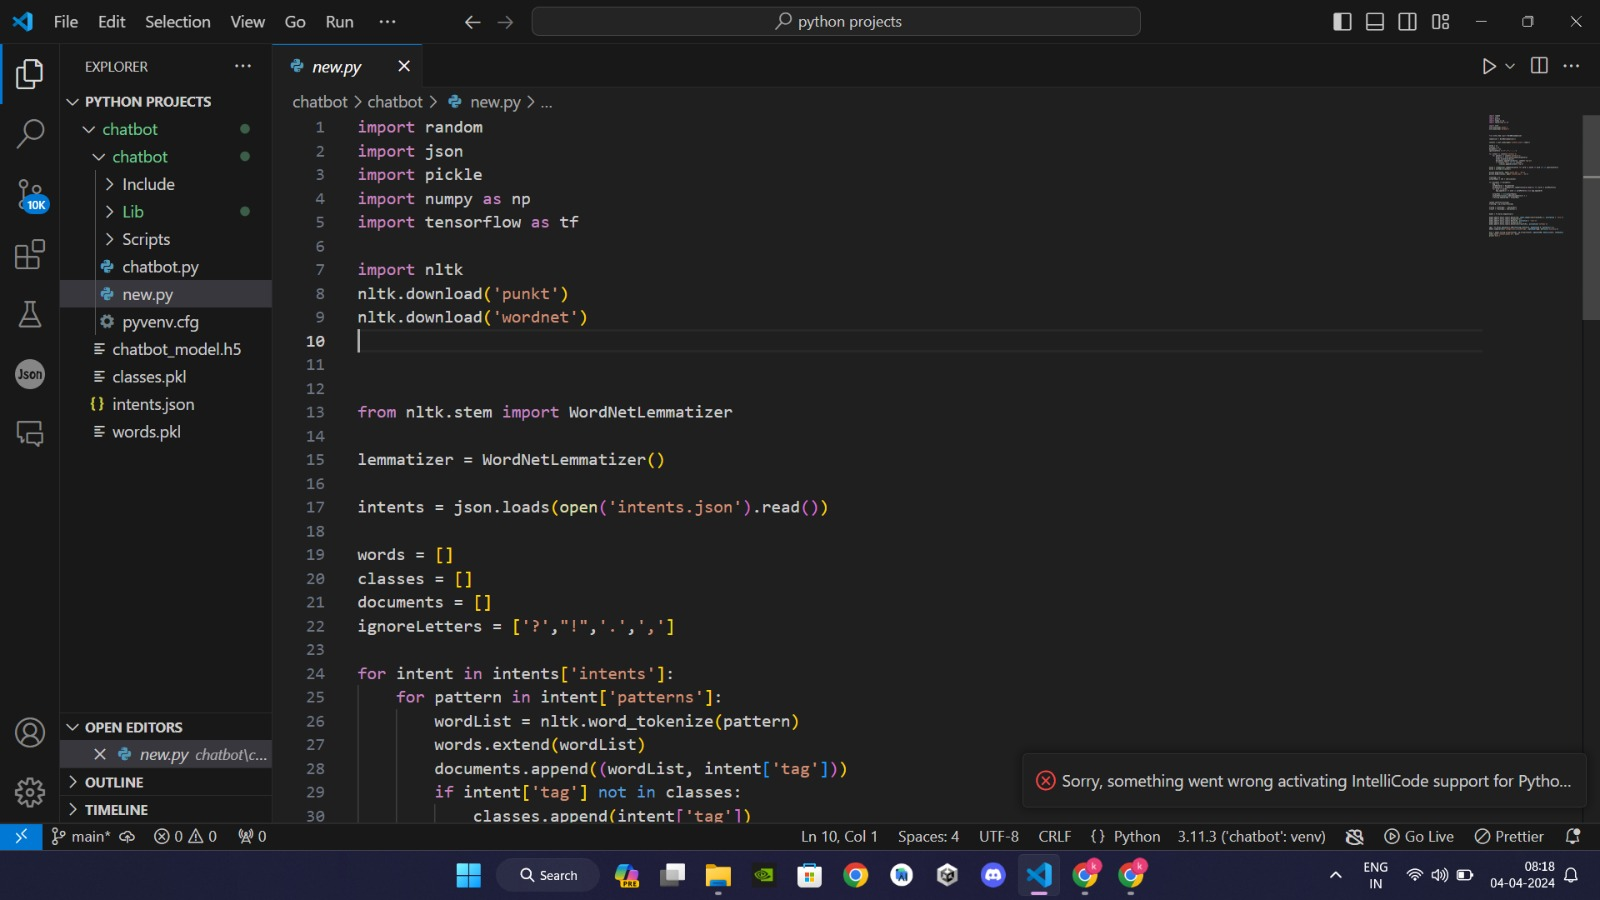 File Edit Selection View Go Run ···
python projects
EXPLORER
new.py
PYTHON PROJECTS
chatbot
chatbot
Include
Lib
Scripts
chatbot.py
new.py
pyvenv.cfg
chatbot_model.h5
classes.pkl
{} intents.json
words.pkl
10K
Json
OPEN EDITORS
new.py chatbot\c...
OUTLINE
TIMELINE
chatbot > chatbot > new.py > ...
1 import random
2 import json
3 import pickle
4 import numpy as np
5 import tensorflow as tf
6
7 import nltk
8 nltk.download('punkt')
9 nltk.download('wordnet')
10
11
12
13 from nltk.stem import WordNetLemmatizer
14
15 lemmatizer = WordNetLemmatizer()
16
17 intents = json.loads(open('intents.json').read())
18
19 words = []
20 classes = []
21 documents = []
22 ignoreLetters = ['?',"!",'.',',']
23
24 for intent in intents['intents']:
25 for pattern in intent['patterns']:
26 wordList = nltk.word_tokenize(pattern)
27 words.extend(wordList)
28 documents.append((wordList, intent['tag']))
29 if intent['tag'] not in classes:
30 classes.append(intent['tag'])
Sorry, something went wrong activating IntelliCode support for Pytho...
main* 0 0 0 Ln 10, Col 1 Spaces: 4 UTF-8 CRLF {} Python 3.11.3 ('chatbot': venv) Go Live Prettier
Search
PRE
k
k
ENG
IN
08:18
04-04-2024